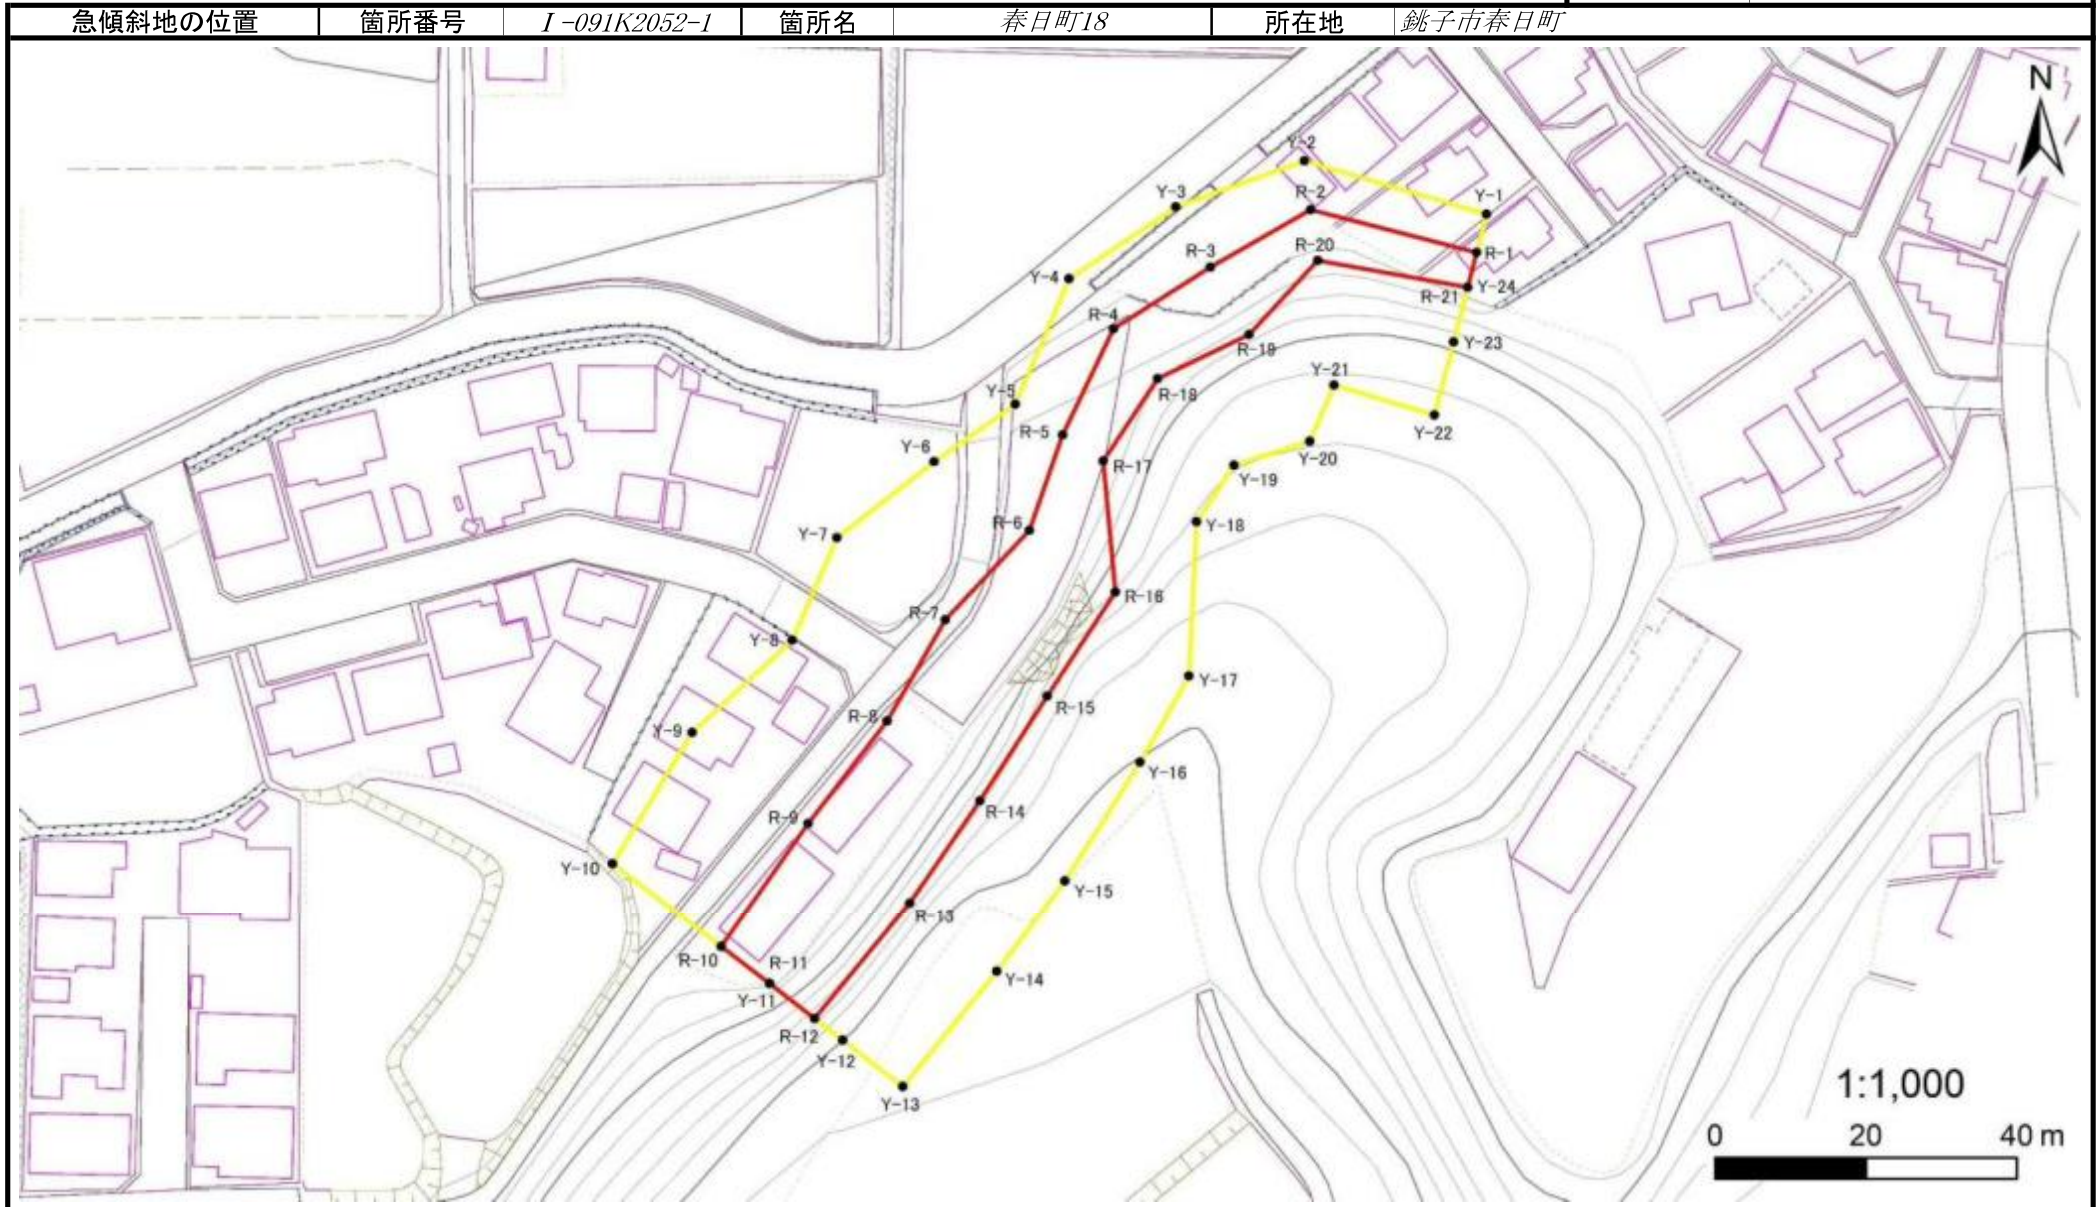 急傾斜地の位置 箇所番号 I-091K2052-1 箇所名 春日町18 所在地 銚子市春日町
N
Y-2
Y-3 R-2 Y-1
R-3 R-20 R-1
Y-4 R-21 Y-24
R-4 R-19 Y-23
Y-5 R-18 Y-21
R-5 Y-22
Y-6 R-17 Y-19 Y-20
Y-7 R-6 Y-18
R-7 R-16
Y-8 Y-17
R-8 R-15
Y-9 Y-16
R-9 R-14
Y-10 Y-15
R-13
R-10 R-11 Y-14
Y-11
R-12
Y-12
Y-13
1:1,000
0 20 40 m